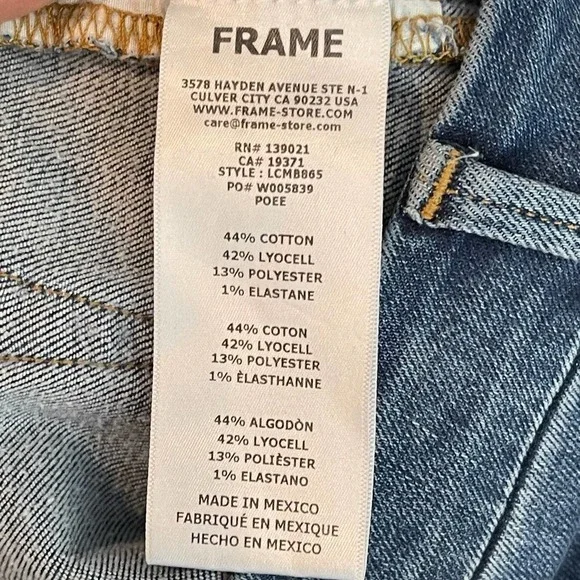 FRAME
3578 HAYDEN AVENUE STE N-1
CULVER CITY CA 90232 USA
WWW.FRAME-STORE.COM
care@frame-store.com
RN# 139021
CA# 19371
STYLE : LCMB865
PO# W005839
POEE
44% COTTON
42% LYOCELL
13% POLYESTER
1% ELASTANE
44% COTON
42% LYOCELL
13% POLYESTER
1% ÈLASTHANNE
44% ALGODÒN
42% LYOCELL
13% POLIÈSTER
1% ELASTANO
MADE IN MEXICO
FABRIQUÉ EN MEXIQUE
HECHO EN MEXICO